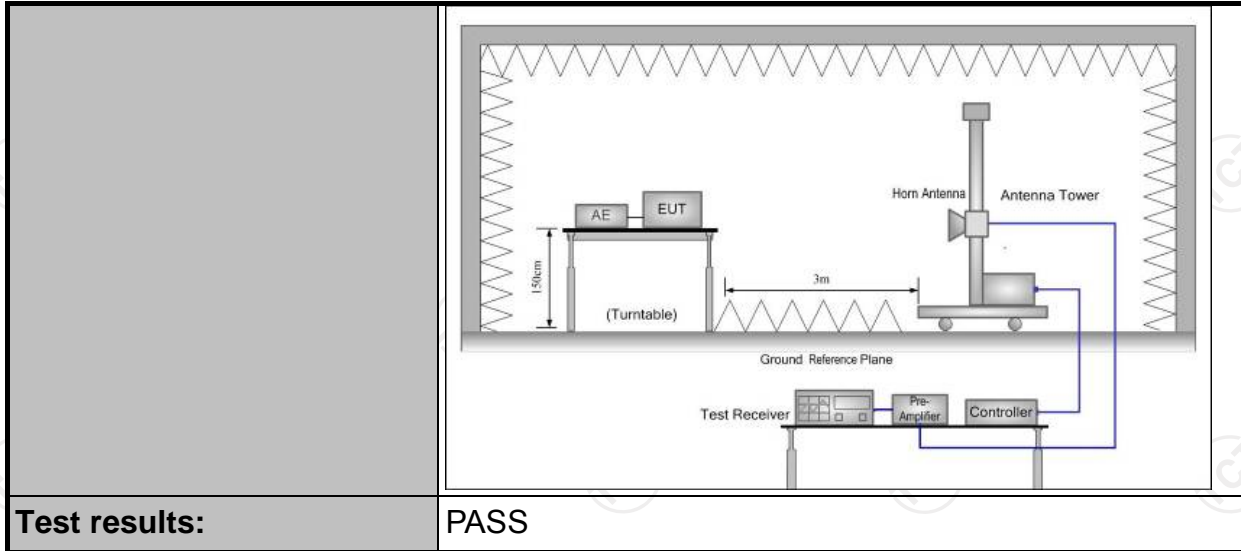 Horn Antenna Antenna Tower
AE EUT
150cm
3m
(Turntable)
Ground Reference Plane
Test Receiver Pre-
Amplifier Controller
Test results: PASS